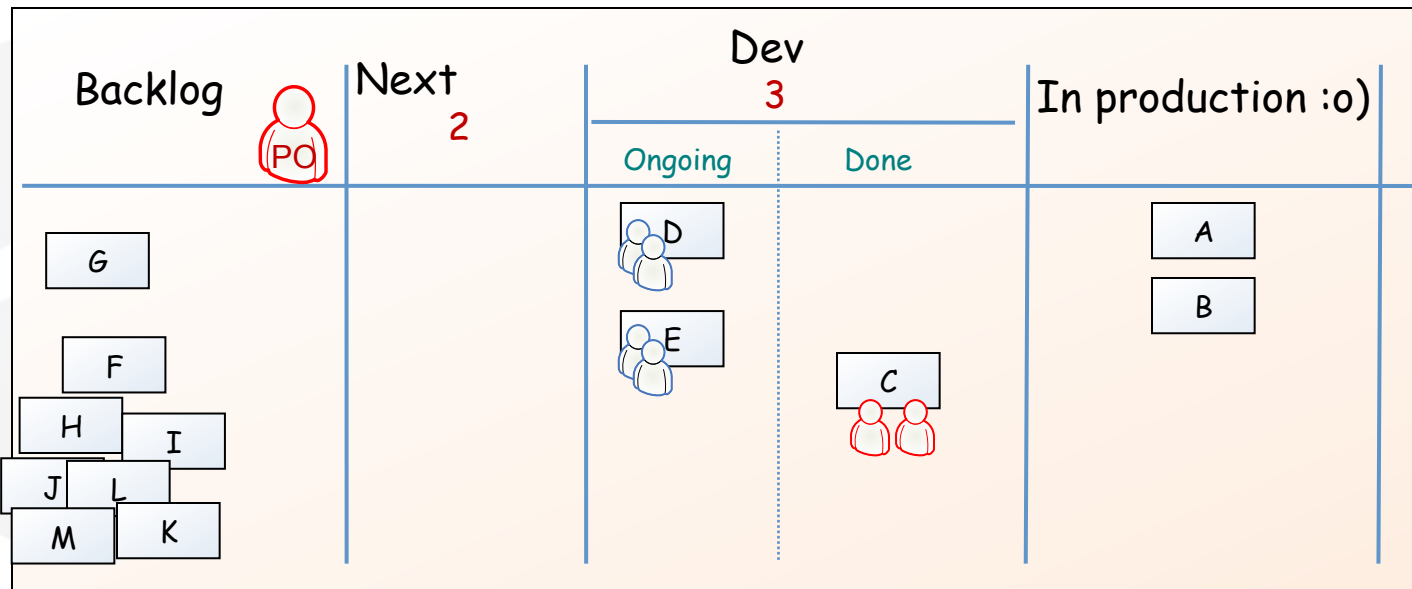 Dev
Backlog
Next
3
In production :o)
2
PO
Ongoing
Done
G
D
A
B
F
E
C
H
I
J
L
M
K